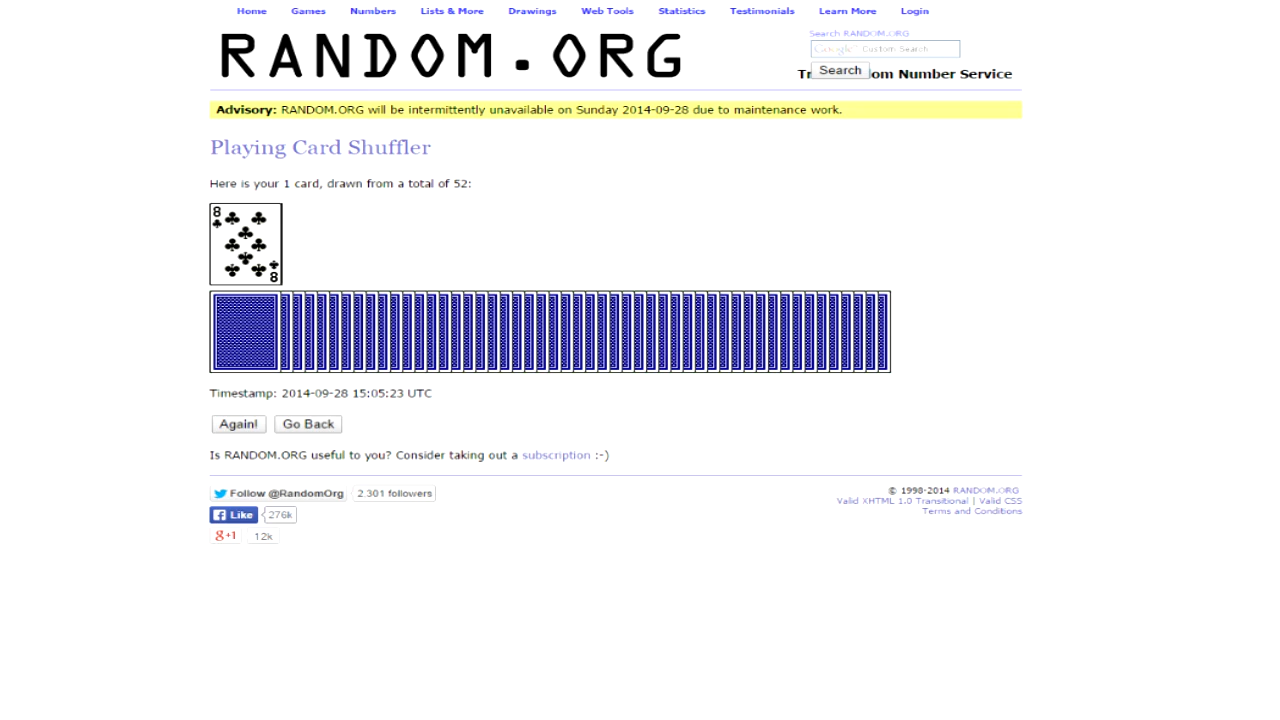 Home Games Numbers Lists & More Drawings Web Tools Statistics Testimonials Learn More Login
RANDOM.ORG
Search RANDOM.ORG
Google Custom Search
Search
Number Service
Advisory: RANDOM.ORG will be intermittently unavailable on Sunday 2014-09-28 due to maintenance work.
Playing Card Shuffler
Here is your 1 card, drawn from a total of 52:
8
8
Timestamp: 2014-09-28 15:05:23 UTC
Again! Go Back
Is RANDOM.ORG useful to you? Consider taking out a subscription :-)
Follow @RandomOrg 2,301 followers
Like 276k
g+1 12k
© 1998-2014 RANDOM.ORG
Valid XHTML 1.0 Transitional | Valid CSS
Terms and Conditions